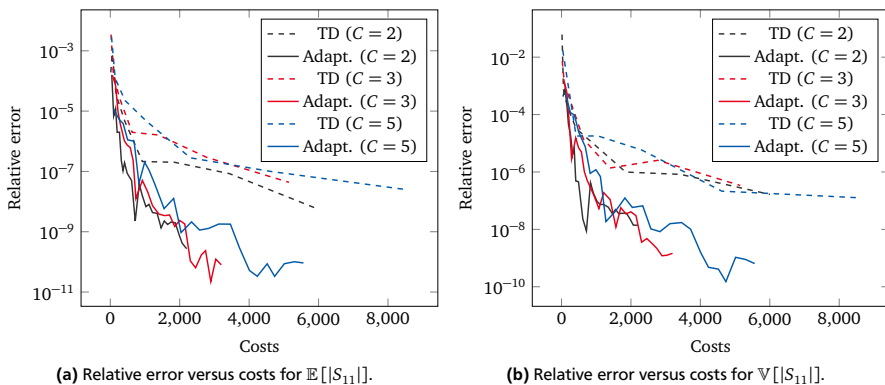 10⁻³
10⁻⁵
10⁻⁷
10⁻⁹
10⁻¹¹
Relative error
0 2,000 4,000 6,000 8,000
Costs
TD (C = 2)
Adapt. (C = 2)
TD (C = 3)
Adapt. (C = 3)
TD (C = 5)
Adapt. (C = 5)
(a) Relative error versus costs for 𝔼[|S₁₁|].
10⁻²
10⁻⁴
10⁻⁶
10⁻⁸
10⁻¹⁰
Relative error
0 2,000 4,000 6,000 8,000
Costs
TD (C = 2)
Adapt. (C = 2)
TD (C = 3)
Adapt. (C = 3)
TD (C = 5)
Adapt. (C = 5)
(b) Relative error versus costs for 𝕍[|S₁₁|].